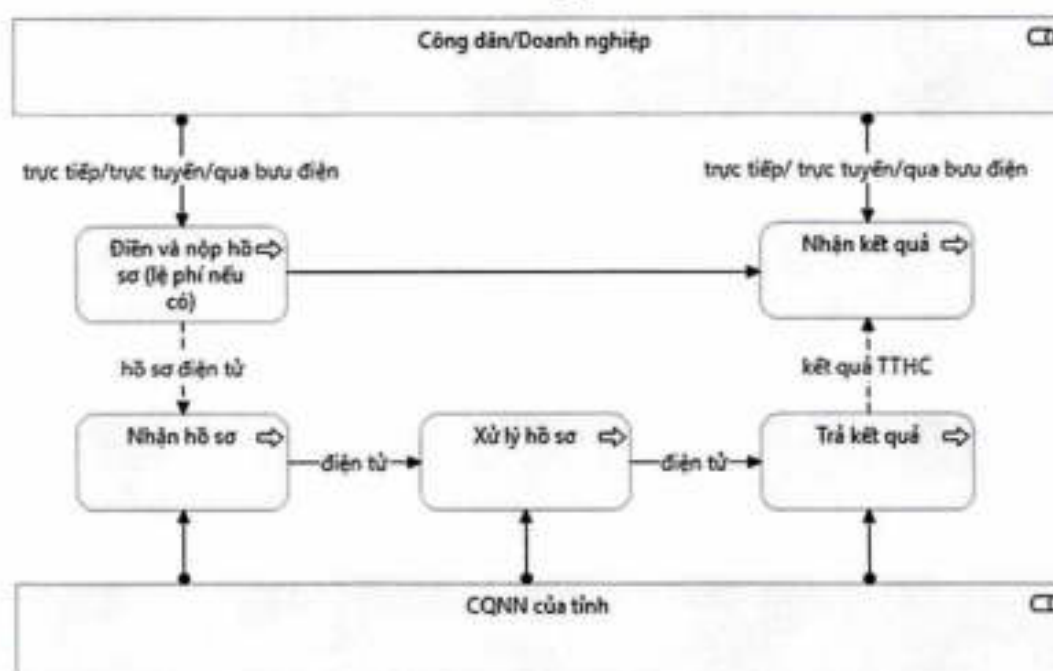 Công dân/Doanh nghiệp
trực tiếp/trực tuyến/qua bưu điện
trực tiếp/ trực tuyến/qua bưu điện
Điền và nộp hồ
sơ (lệ phí nếu
có)
Nhận kết quả
hồ sơ điện tử
kết quả TTHC
Nhận hồ sơ
điện tử
Xử lý hồ sơ
điện tử
Trả kết quả
CQNN của tỉnh